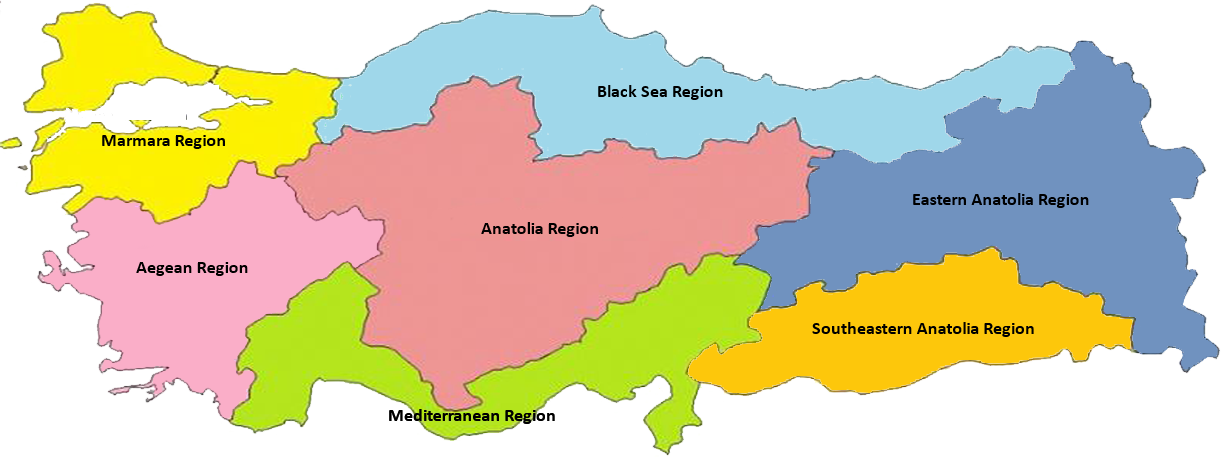 Black Sea Region
Marmara Region
Eastern Anatolia Region
Anatolia Region
Aegean Region
Southeastern Anatolia Region
Mediterranean Region